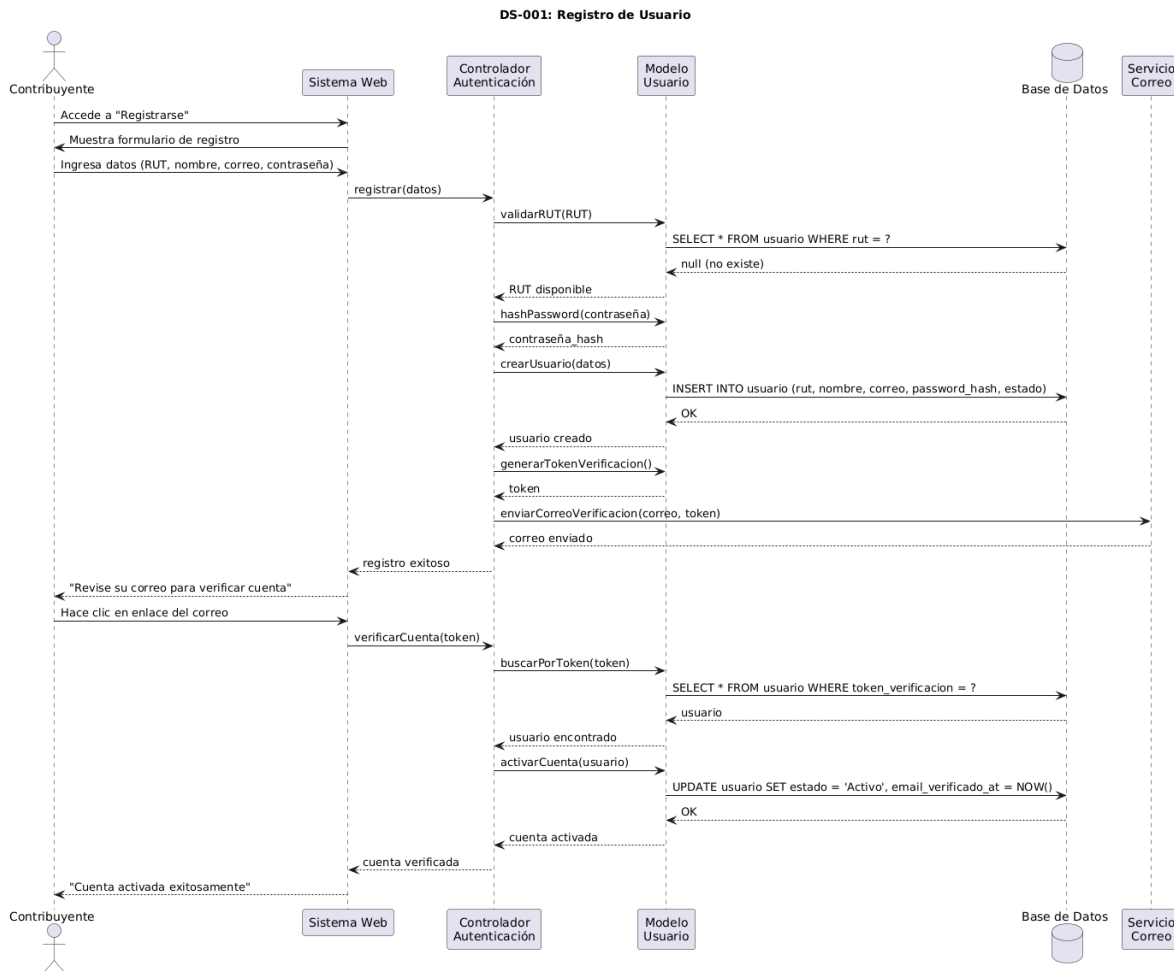 DS-001: Registro de Usuario
Contribuyente
Sistema Web
Controlador
Autenticación
Modelo
Usuario
Base de Datos
Servicio
Correo
Accede a "Registrarse"
Muestra formulario de registro
Ingresa datos (RUT, nombre, correo, contraseña)
registrar(datos)
validarRUT(RUT)
SELECT * FROM usuario WHERE rut = ?
null (no existe)
RUT disponible
hashPassword(contraseña)
contraseña_hash
crearUsuario(datos)
INSERT INTO usuario (rut, nombre, correo, password_hash, estado)
OK
usuario creado
generarTokenVerificacion()
token
enviarCorreoVerificacion(correo, token)
correo enviado
registro exitoso
"Revise su correo para verificar cuenta"
Hace clic en enlace del correo
verificarCuenta(token)
buscarPorToken(token)
SELECT * FROM usuario WHERE token_verificacion = ?
usuario
usuario encontrado
activarCuenta(usuario)
UPDATE usuario SET estado = 'Activo', email_verificado_at = NOW()
OK
cuenta activada
cuenta verificada
"Cuenta activada exitosamente"
Contribuyente
Sistema Web
Controlador
Autenticación
Modelo
Usuario
Base de Datos
Servicio
Correo